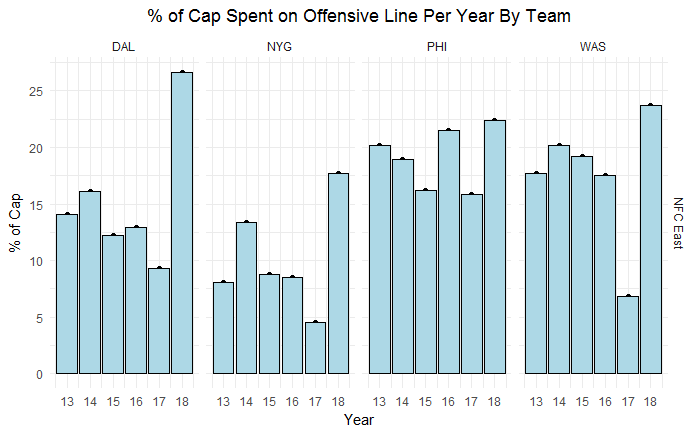 % of Cap Spent on Offensive Line Per Year By Team
DAL NYG PHI WAS
25
20
15
10
5
0
% of Cap
NFC East
13 14 15 16 17 18 13 14 15 16 17 18 13 14 15 16 17 18 13 14 15 16 17 18
Year